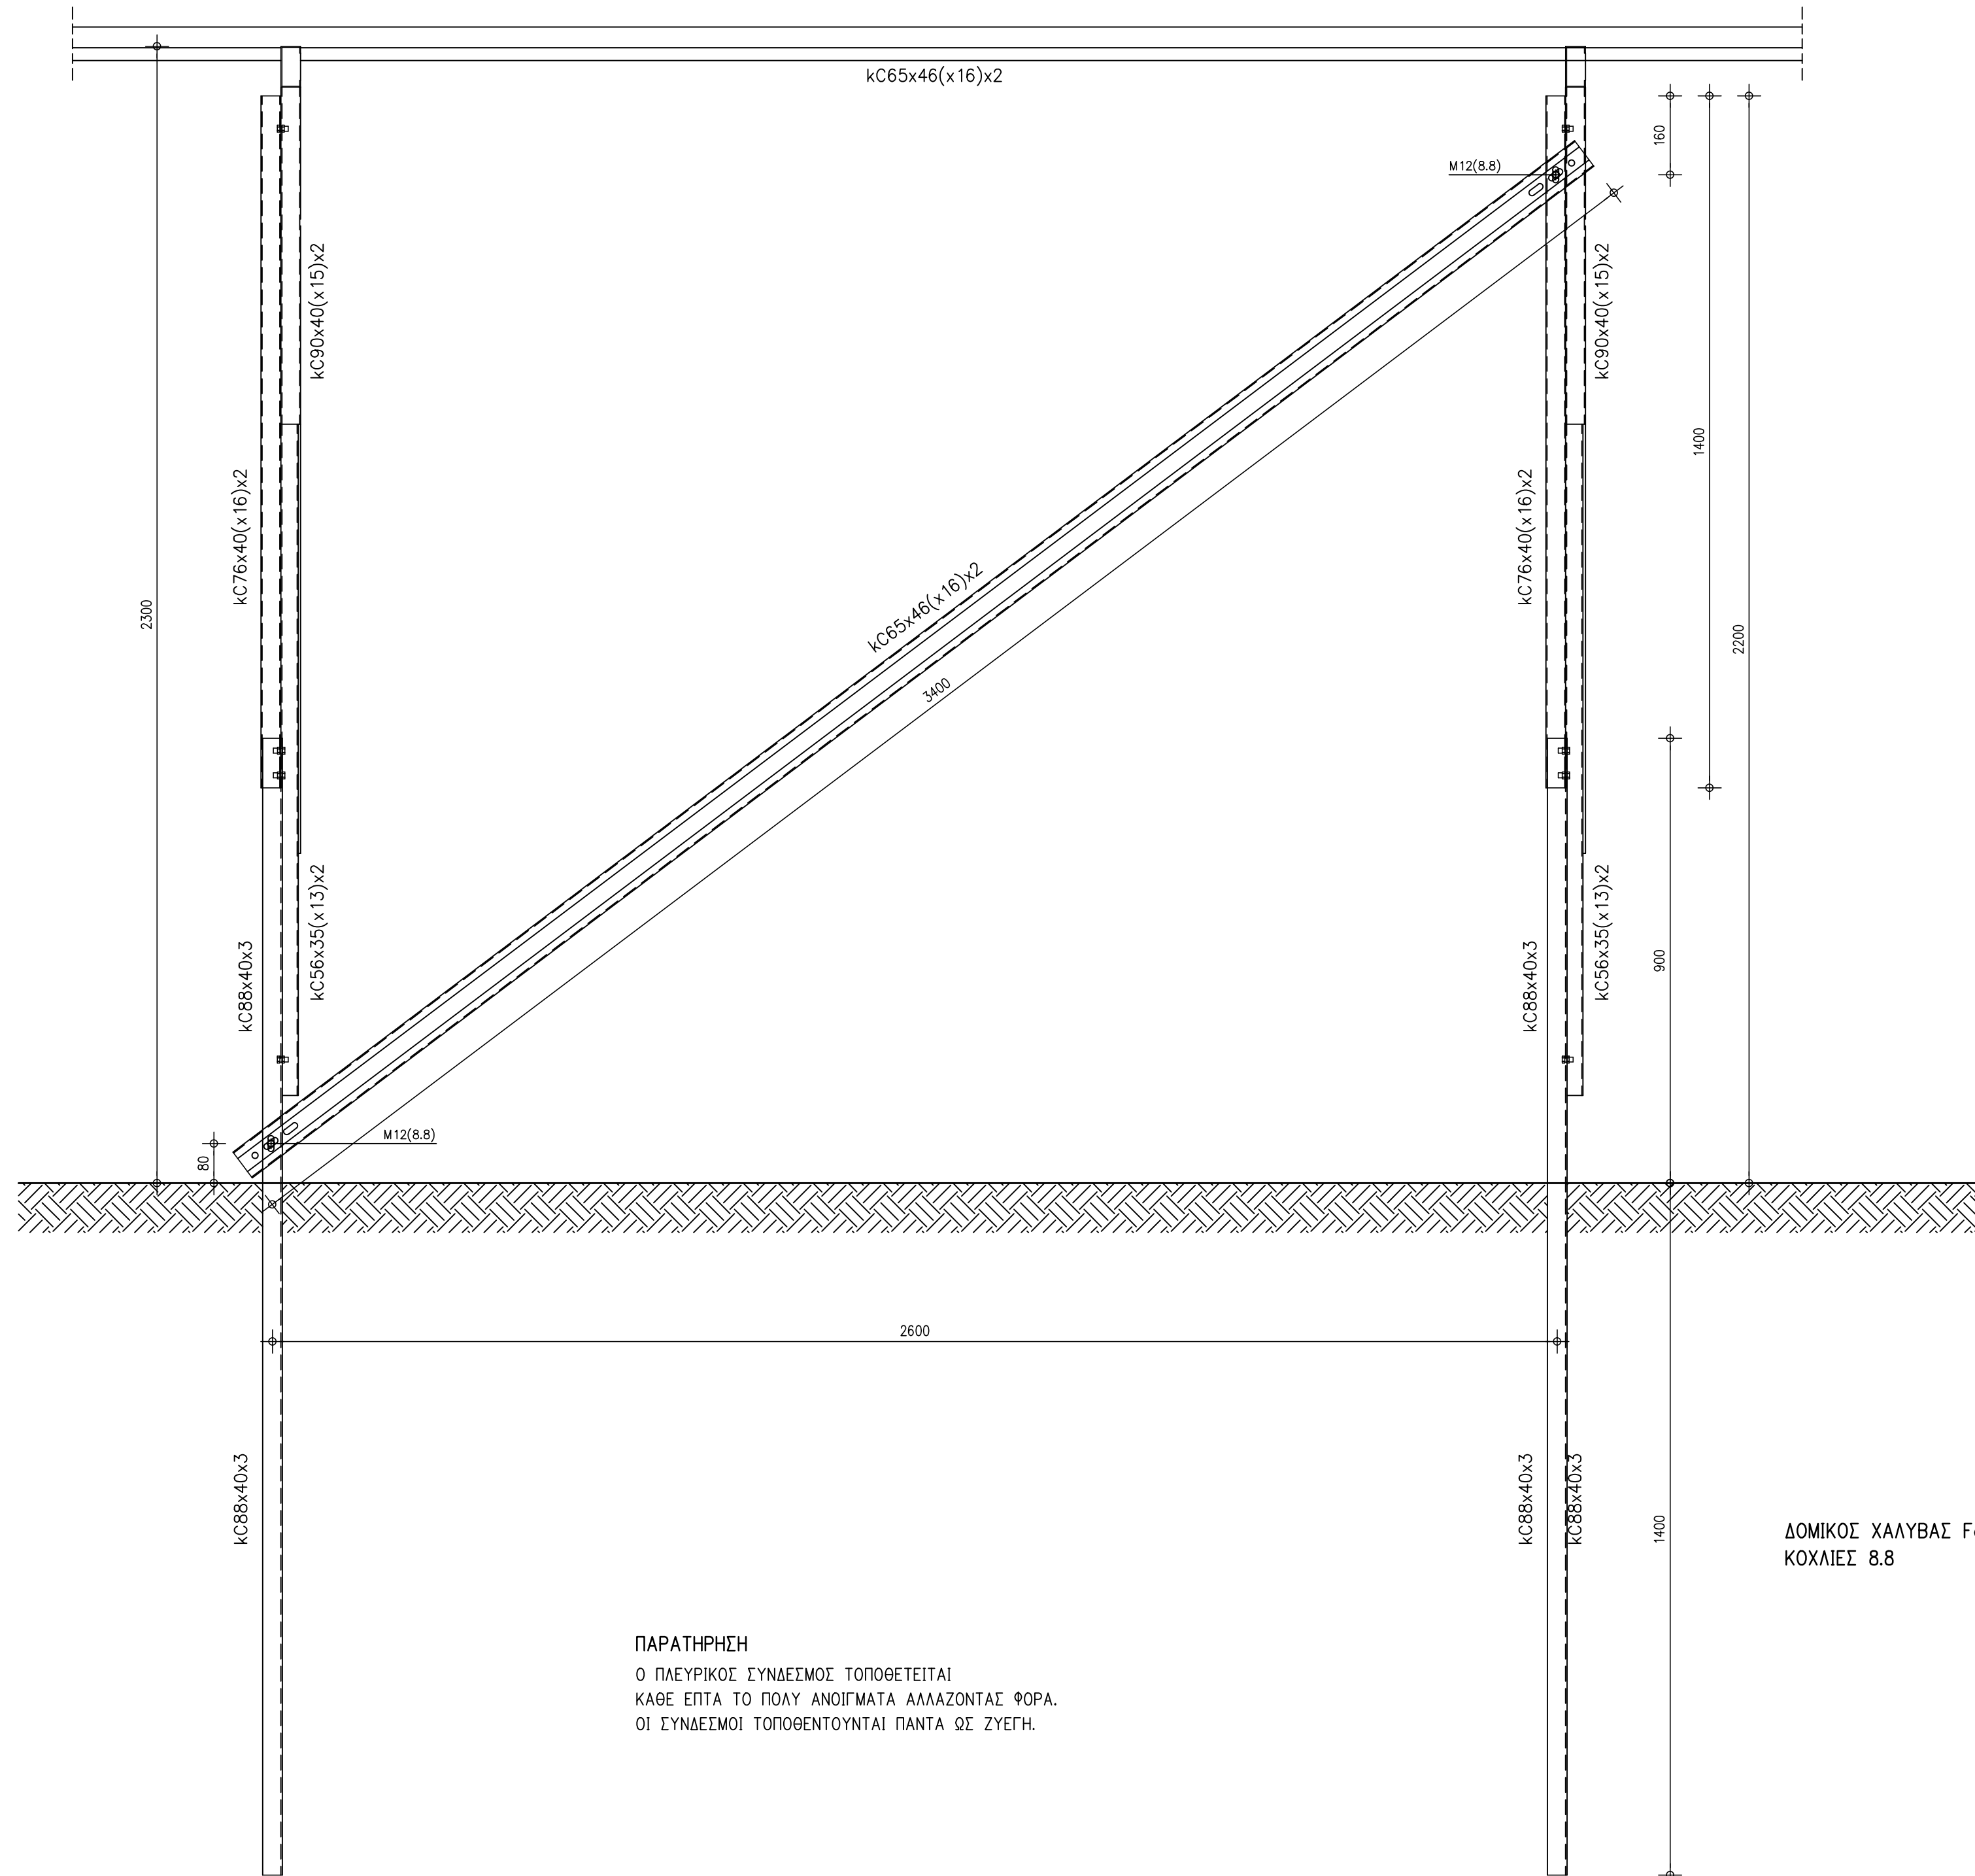 kC65x46(x16)x2
160
M12(8.8)
kC90x40(x15)x2
kC90x40(x15)x2
1400
kC76x40(x16)x2
kC76x40(x16)x2
2300
kC65x46(x16)x2
2200
3400
kC56x35(x13)x2
kC56x35(x13)x2
kC88x40x3
kC88x40x3
900
M12(8.8)
80
2600
kC88x40x3
kC88x40x3
kC88x40x3
1400
ΔΟΜΙΚΟΣ ΧΑΛΥΒΑΣ
ΚΟΧΛΙΕΣ 8.8
ΠΑΡΑΤΗΡΗΣΗ
Ο ΠΛΕΥΡΙΚΟΣ ΣΥΝΔΕΣΜΟΣ ΤΟΠΟΘΕΤΕΙΤΑΙ
ΚΑΘΕ ΕΠΤΑ ΤΟ ΠΟΛΥ ΑΝΟΙΓΜΑΤΑ ΑΛΛΑΖΟΝΤΑΣ ΦΟΡΑ.
ΟΙ ΣΥΝΔΕΣΜΟΙ ΤΟΠΟΘΕΝΤΟΥΝΤΑΙ ΠΑΝΤΑ ΩΣ ΖΥΕΓΗ.